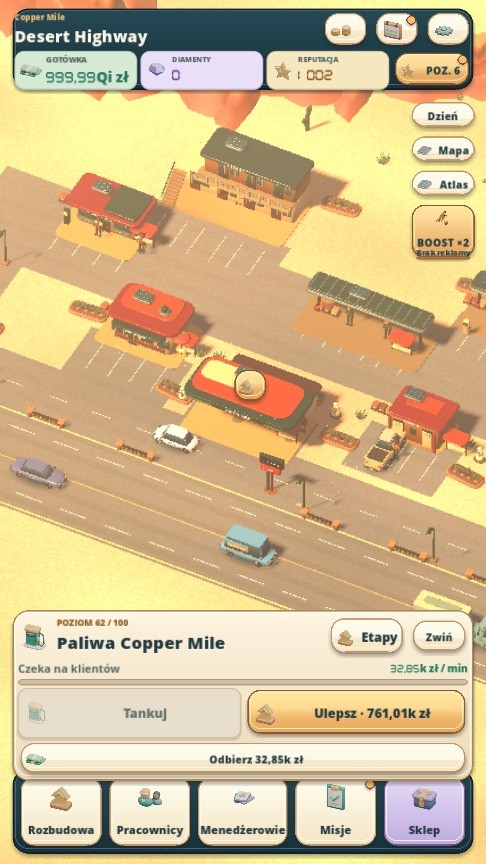 Copper Mile
Desert Highway
GOTÓWKA
999,99Qi zł
DIAMENTY
0
REPUTACJA
1 002
POZ. 6
Dzień
Mapa
Atlas
BOOST ×2
Brak reklamy
POZIOM 62 / 100
Paliwa Copper Mile
Etapy
Zwiń
Czeka na klientów
32,85k zł / min
Tankuj
Ulepsz · 761,01k zł
Odbierz 32,85k zł
Rozbudowa
Pracownicy
Menedżerowie
Misje
Sklep